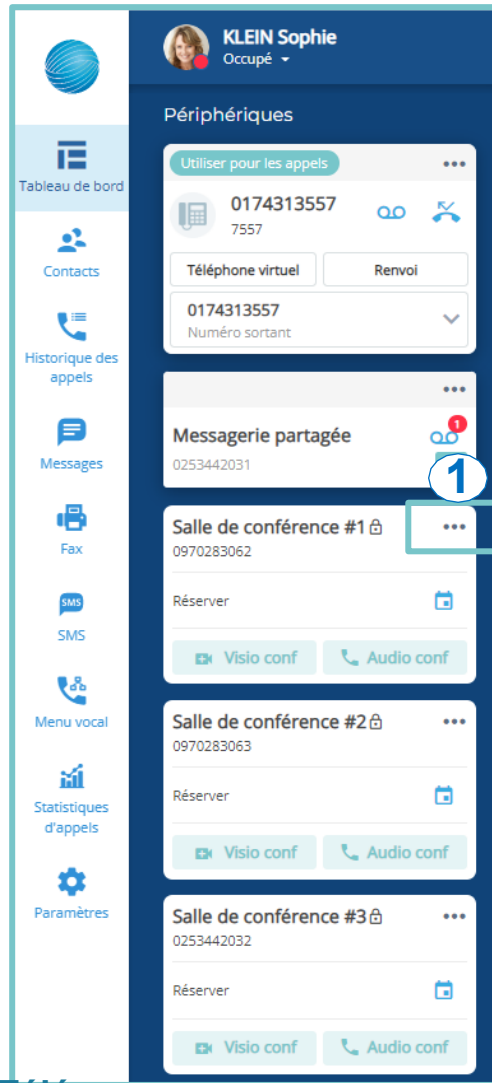 KLEIN Sophie
Occupé
Périphériques
Utiliser pour les appels
0174313557
7557
Téléphone virtuel
Renvoi
0174313557
Numéro sortant
Messagerie partagée
1
0253442031
1
Salle de conférence #1
0970283062
Réserver
Visio conf
Audio conf
Salle de conférence #2
0970283063
Réserver
Visio conf
Audio conf
Salle de conférence #3
0253442032
Réserver
Visio conf
Audio conf
Tableau de bord
Contacts
Historique des
appels
Messages
Fax
SMS
SMS
Menu vocal
Statistiques
d'appels
Paramètres